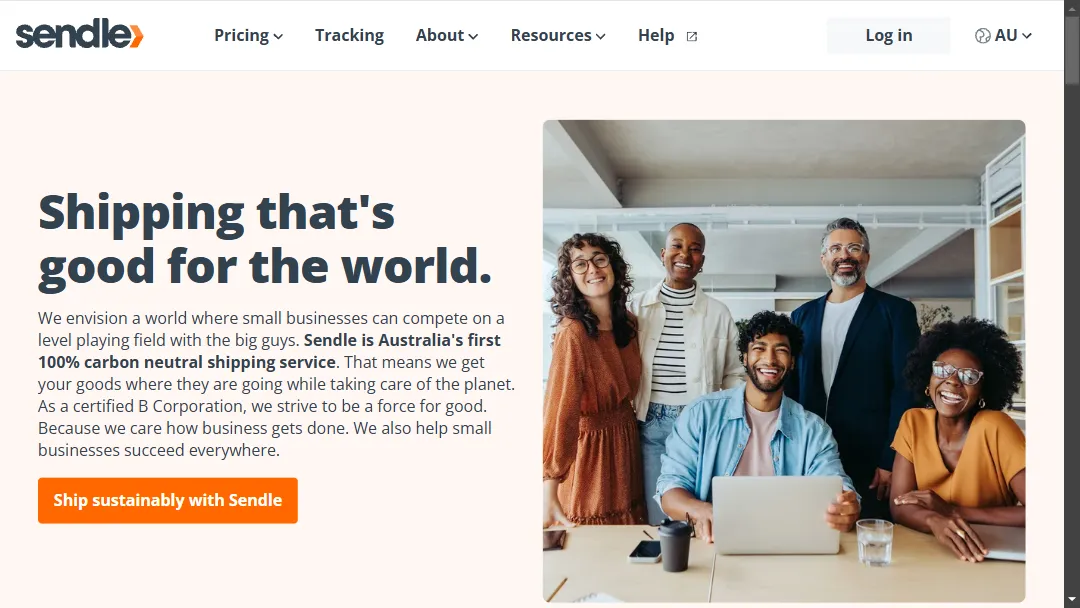 sendle
Pricing
Tracking
About
Resources
Help
Log in
AU
Shipping that's
good for the world.
We envision a world where small businesses can compete on a
level playing field with the big guys. Sendle is Australia's first
100% carbon neutral shipping service. That means we get
your goods where they are going while taking care of the planet.
As a certified B Corporation, we strive to be a force for good.
Because we care how business gets done. We also help small
businesses succeed everywhere.
Ship sustainably with Sendle